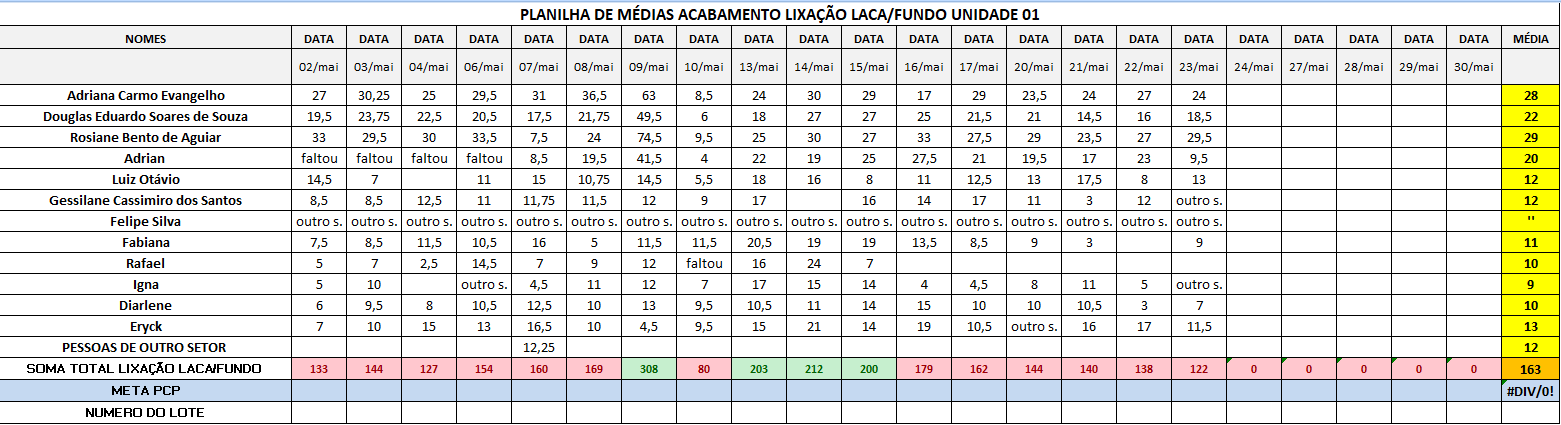 PLANILHA DE MÉDIAS ACABAMENTO LIXAÇÃO LACA/FUNDO UNIDADE 01
NOMES DATA DATA DATA DATA DATA DATA DATA DATA DATA DATA DATA DATA DATA DATA DATA DATA DATA DATA DATA DATA DATA DATA MÉDIA
02/mai 03/mai 04/mai 06/mai 07/mai 08/mai 09/mai 10/mai 13/mai 14/mai 15/mai 16/mai 17/mai 20/mai 21/mai 22/mai 23/mai 24/mai 27/mai 28/mai 29/mai 30/mai
Adriana Carmo Evangelho 27 30,25 25 29,5 31 36,5 63 8,5 24 30 29 17 29 23,5 24 27 24 28
Douglas Eduardo Soares de Souza 19,5 23,75 22,5 20,5 17,5 21,75 49,5 6 18 27 27 25 21,5 21 14,5 16 18,5 22
Rosiane Bento de Aguiar 33 29,5 30 33,5 7,5 24 74,5 9,5 25 30 27 33 27,5 29 23,5 27 29,5 29
Adrian faltou faltou faltou faltou 8,5 19,5 41,5 4 22 19 25 27,5 21 19,5 17 23 9,5 20
Luiz Otávio 14,5 7 11 15 10,75 14,5 5,5 18 16 8 11 12,5 13 17,5 8 13 12
Gessilane Cassimiro dos Santos 8,5 8,5 12,5 11 11,75 11,5 12 9 17 16 14 17 11 3 12 outro s. 12
Felipe Silva outro s. outro s. outro s. outro s. outro s. outro s. outro s. outro s. outro s. outro s. outro s. outro s. outro s. outro s. outro s. outro s. outro s. ''
Fabiana 7,5 8,5 11,5 10,5 16 5 11,5 11,5 20,5 19 19 13,5 8,5 9 3 9 11
Rafael 5 7 2,5 14,5 7 9 12 faltou 16 24 7 10
Igna 5 10 outro s. 4,5 11 12 7 17 15 14 4 4,5 8 11 5 outro s. 9
Diarlene 6 9,5 8 10,5 12,5 10 13 9,5 10,5 11 14 15 10 10 10,5 3 7 10
Eryck 7 10 15 13 16,5 10 4,5 9,5 15 21 14 19 10,5 outro s. 16 17 11,5 13
PESSOAS DE OUTRO SETOR 12,25 12
SOMA TOTAL LIXAÇÃO LACA/FUNDO 133 144 127 154 160 169 308 80 203 212 200 179 162 144 140 138 122 0 0 0 0 0 163
META PCP #DIV/0!
NUMERO DO LOTE